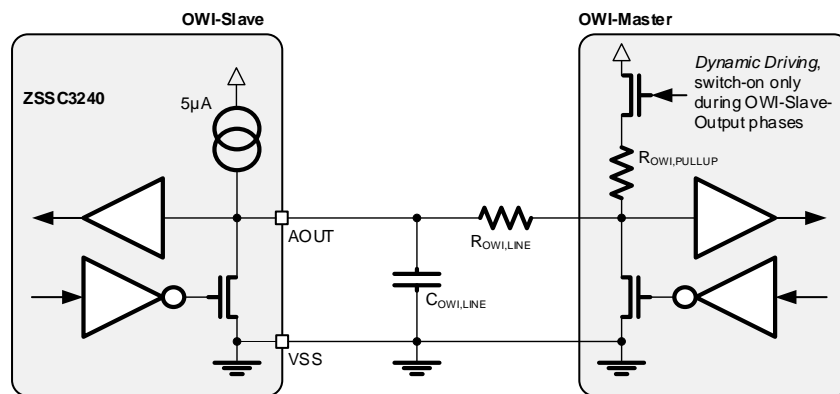 OWI-Slave
OWI-Master
ZSSC3240
5µA
Dynamic Driving,
switch-on only
during OWI-Slave-
Output phases
ROWI,PULLUP
AOUT
ROWI,LINE
COWI,LINE
VSS